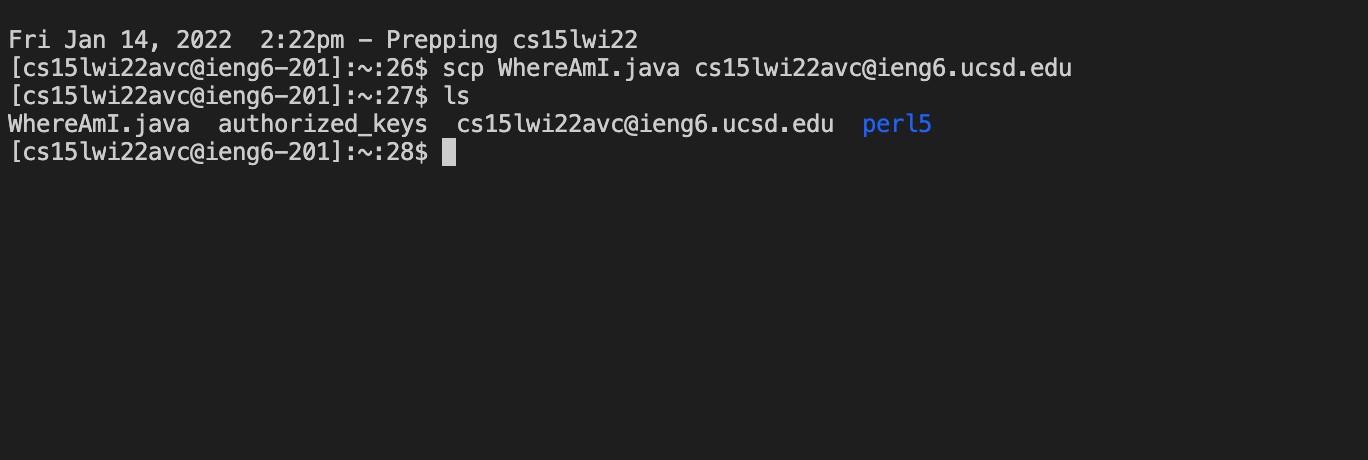 Fri Jan 14, 2022  2:22pm - Prepping cs15lwi22
[cs15lwi22avc@ieng6-201]:~:26$ scp WhereAmI.java cs15lwi22avc@ieng6.ucsd.edu
[cs15lwi22avc@ieng6-201]:~:27$ ls
WhereAmI.java  authorized_keys  cs15lwi22avc@ieng6.ucsd.edu  perl5
[cs15lwi22avc@ieng6-201]:~:28$